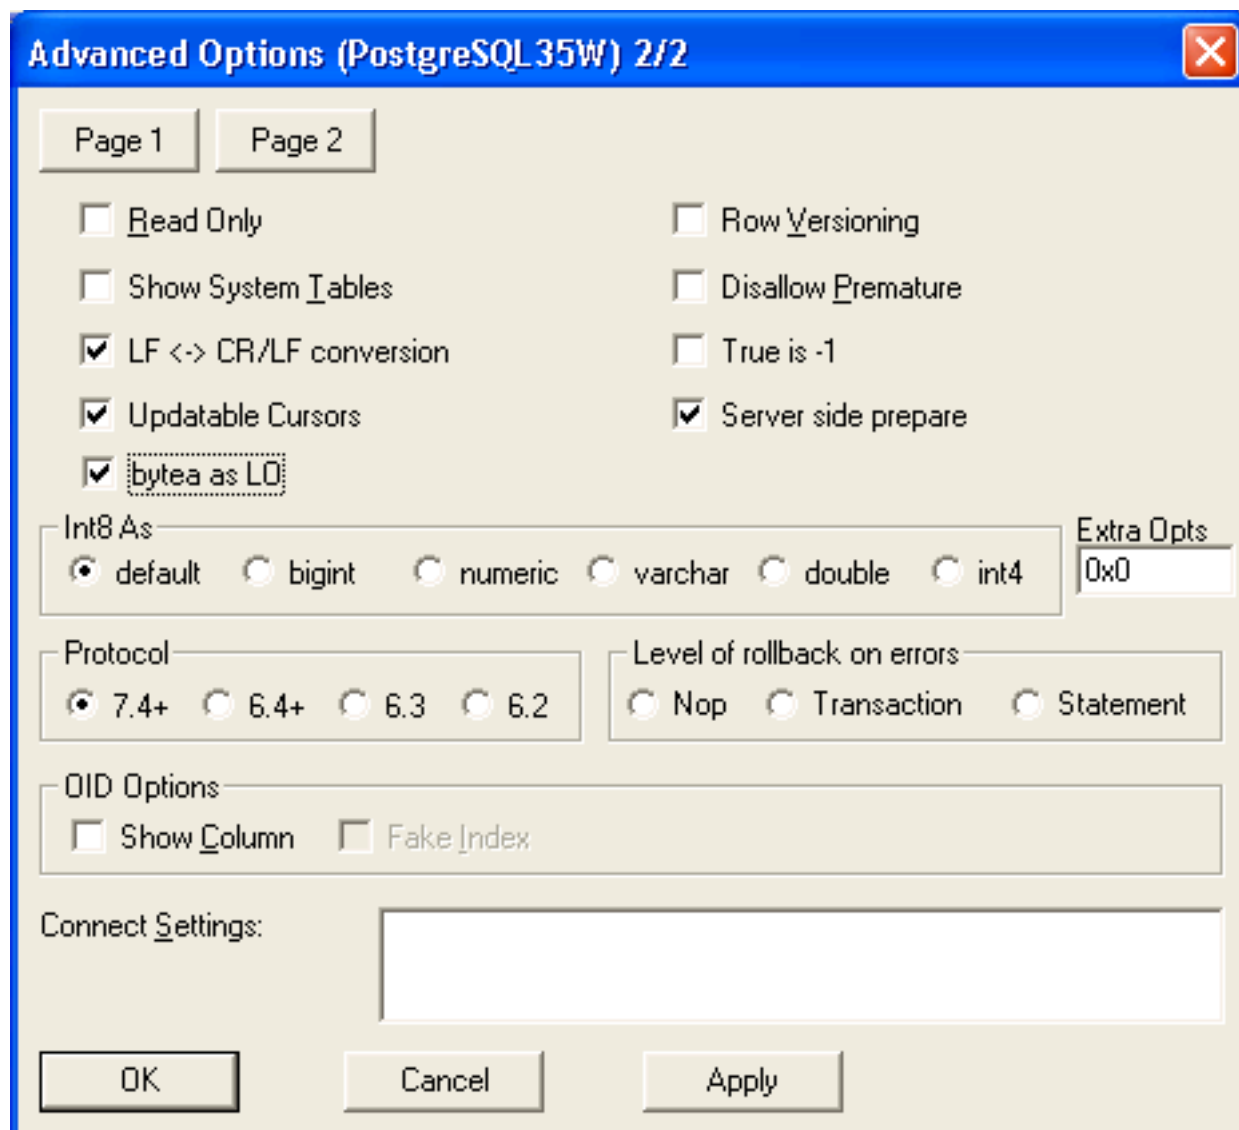 Advanced Options (PostgreSQL35W) 2/2
Page 1 Page 2
Read Only Row Versioning
Show System Tables Disallow Premature
LF <-> CR/LF conversion True is -1
Updatable Cursors Server side prepare
bytea as LO
Int8 As Extra Opts
default bigint numeric varchar double int4 0x0
Protocol Level of rollback on errors
7.4+ 6.4+ 6.3 6.2 Nop Transaction Statement
OID Options
Show Column Fake Index
Connect Settings:
OK Cancel Apply